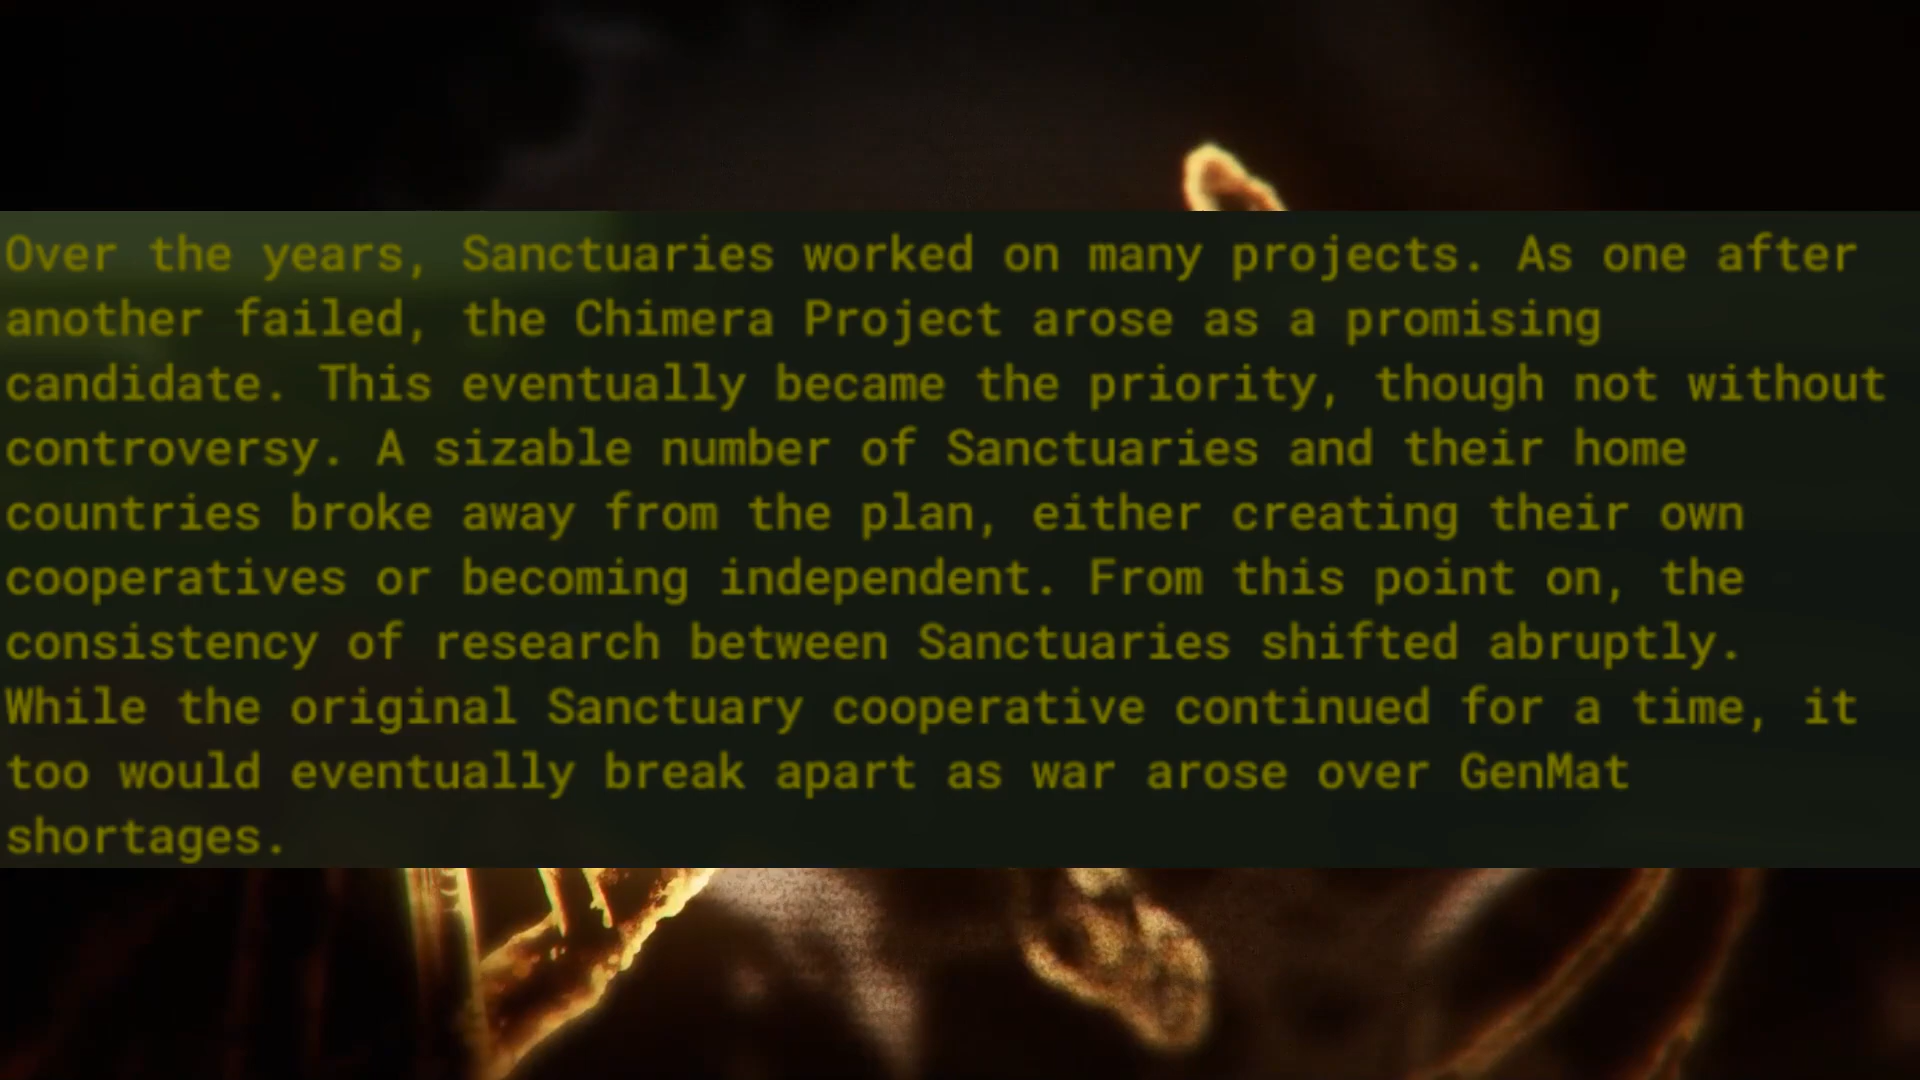 Over the years, Sanctuaries worked on many projects. As one after
another failed, the Chimera Project arose as a promising
candidate. This eventually became the priority, though not without
controversy. A sizable number of Sanctuaries and their home
countries broke away from the plan, either creating their own
cooperatives or becoming independent. From this point on, the
consistency of research between Sanctuaries shifted abruptly.
While the original Sanctuary cooperative continued for a time, it
too would eventually break apart as war arose over GenMat
shortages.